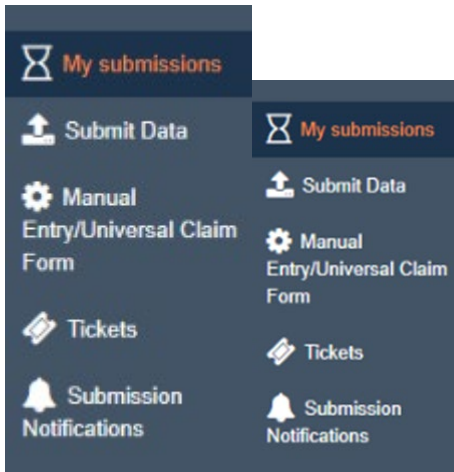 My submissions
Submit Data
Manual
Entry/Universal Claim
Form
Tickets
Submission
Notifications
My submissions
Submit Data
Manual
Entry/Universal Claim
Form
Tickets
Submission
Notifications